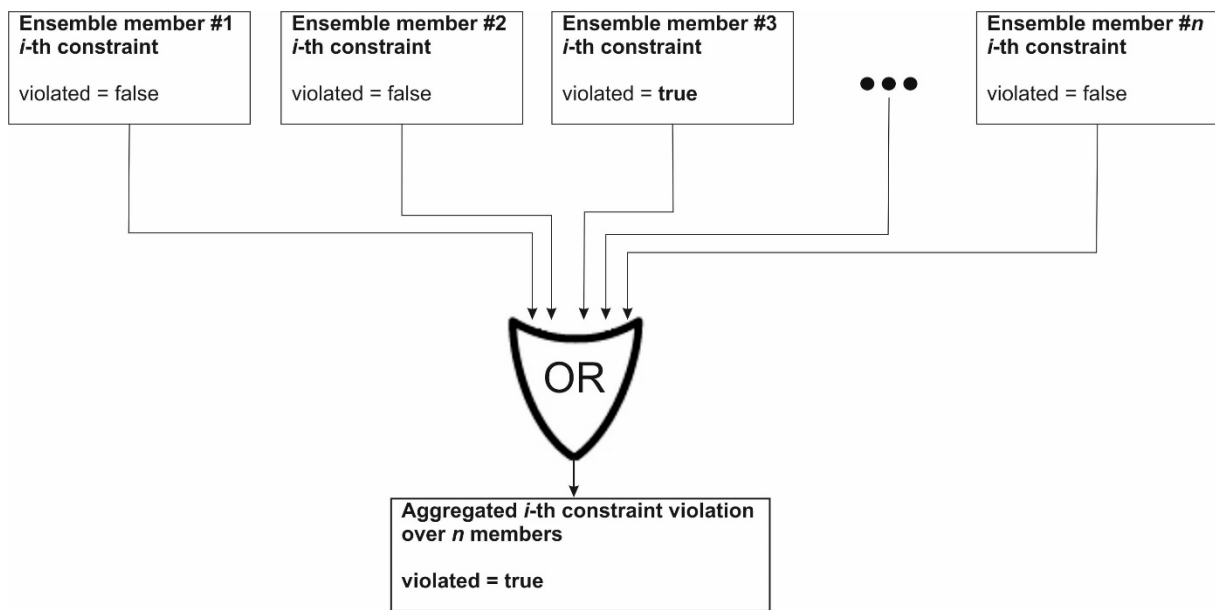 Ensemble member #1
i-th constraint
violated = false
Ensemble member #2
i-th constraint
violated = false
Ensemble member #3
i-th constraint
violated = true
Ensemble member #n
i-th constraint
violated = false
OR
Aggregated i-th constraint violation
over n members
violated = true